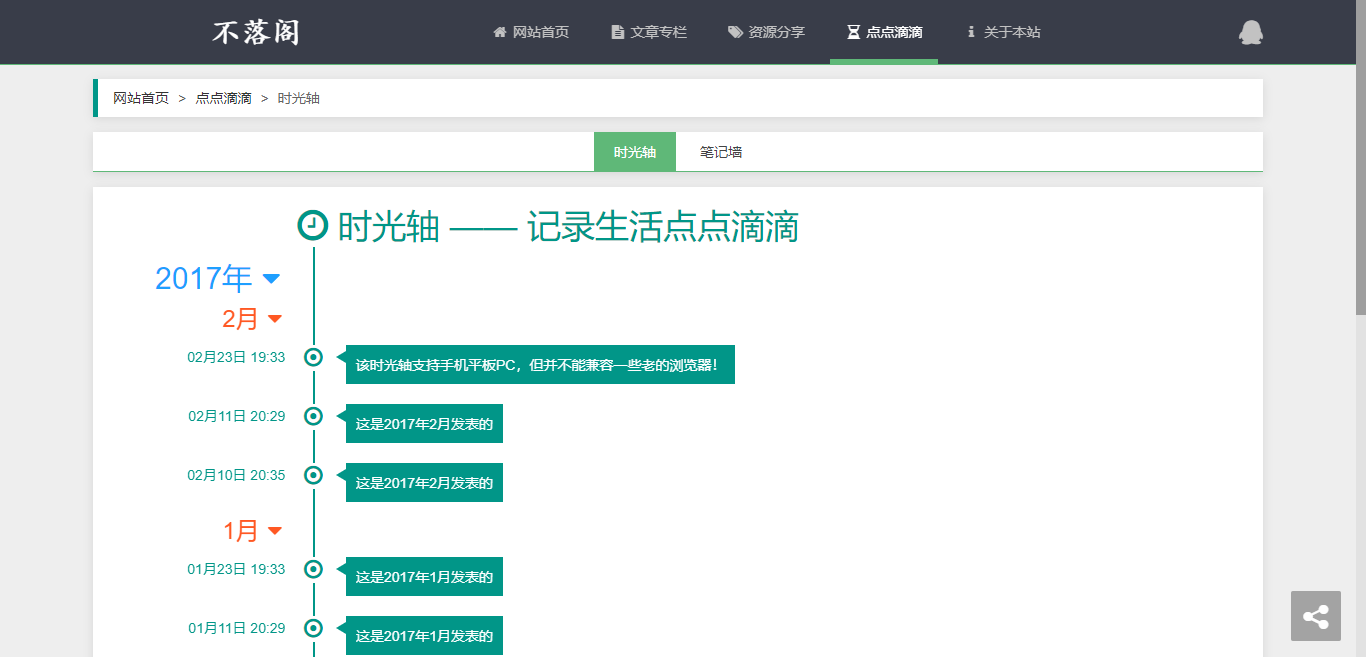 不落阁 网站首页 文章专栏 资源分享 点点滴滴 关于本站
网站首页 > 点点滴滴 > 时光轴
时光轴 笔记墙
时光轴 —— 记录生活点点滴滴
2017年
2月
02月23日 19:33 该时光轴支持手机平板PC，但并不能兼容一些老的浏览器！
02月11日 20:29 这是2017年2月发表的
02月10日 20:35 这是2017年2月发表的
1月
01月23日 19:33 这是2017年1月发表的
01月11日 20:29 这是2017年1月发表的